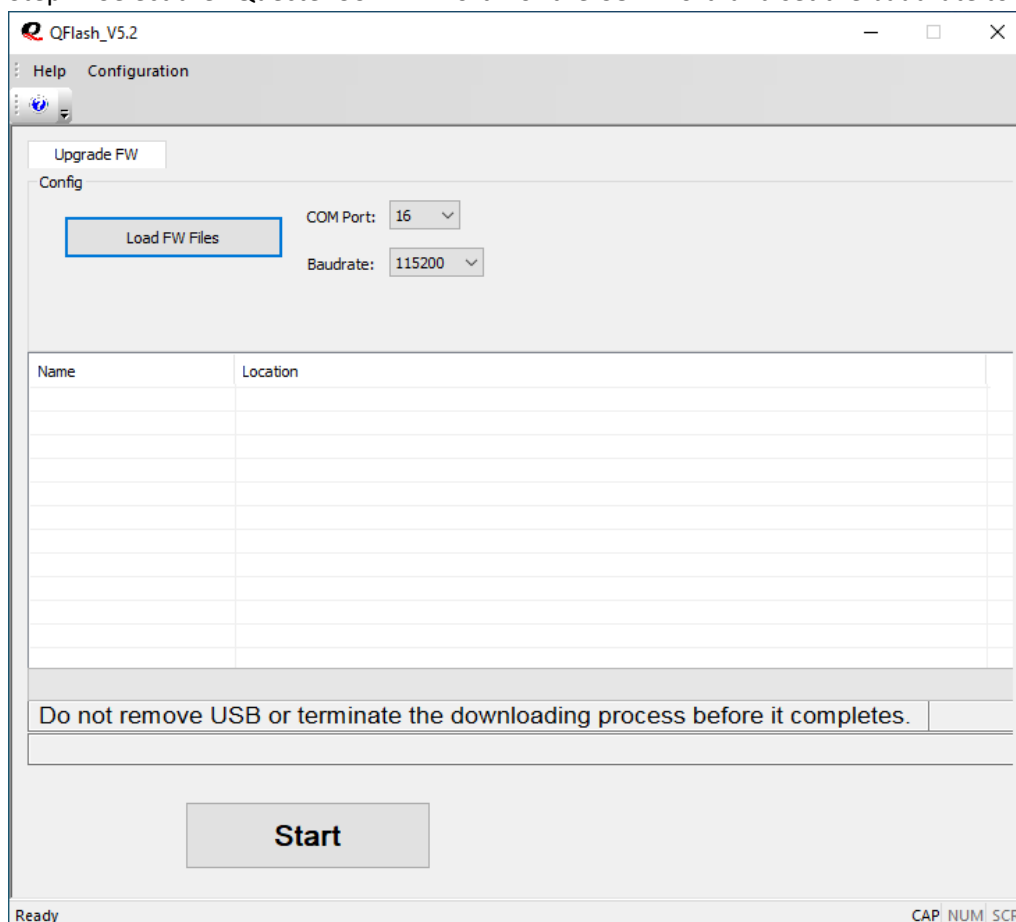 QFlash_V5.2
Help Configuration
Upgrade FW
Config
Load FW Files
COM Port: 16
Baudrate: 115200
Name Location
Do not remove USB or terminate the downloading process before it completes.
Start
Ready CAP NUM